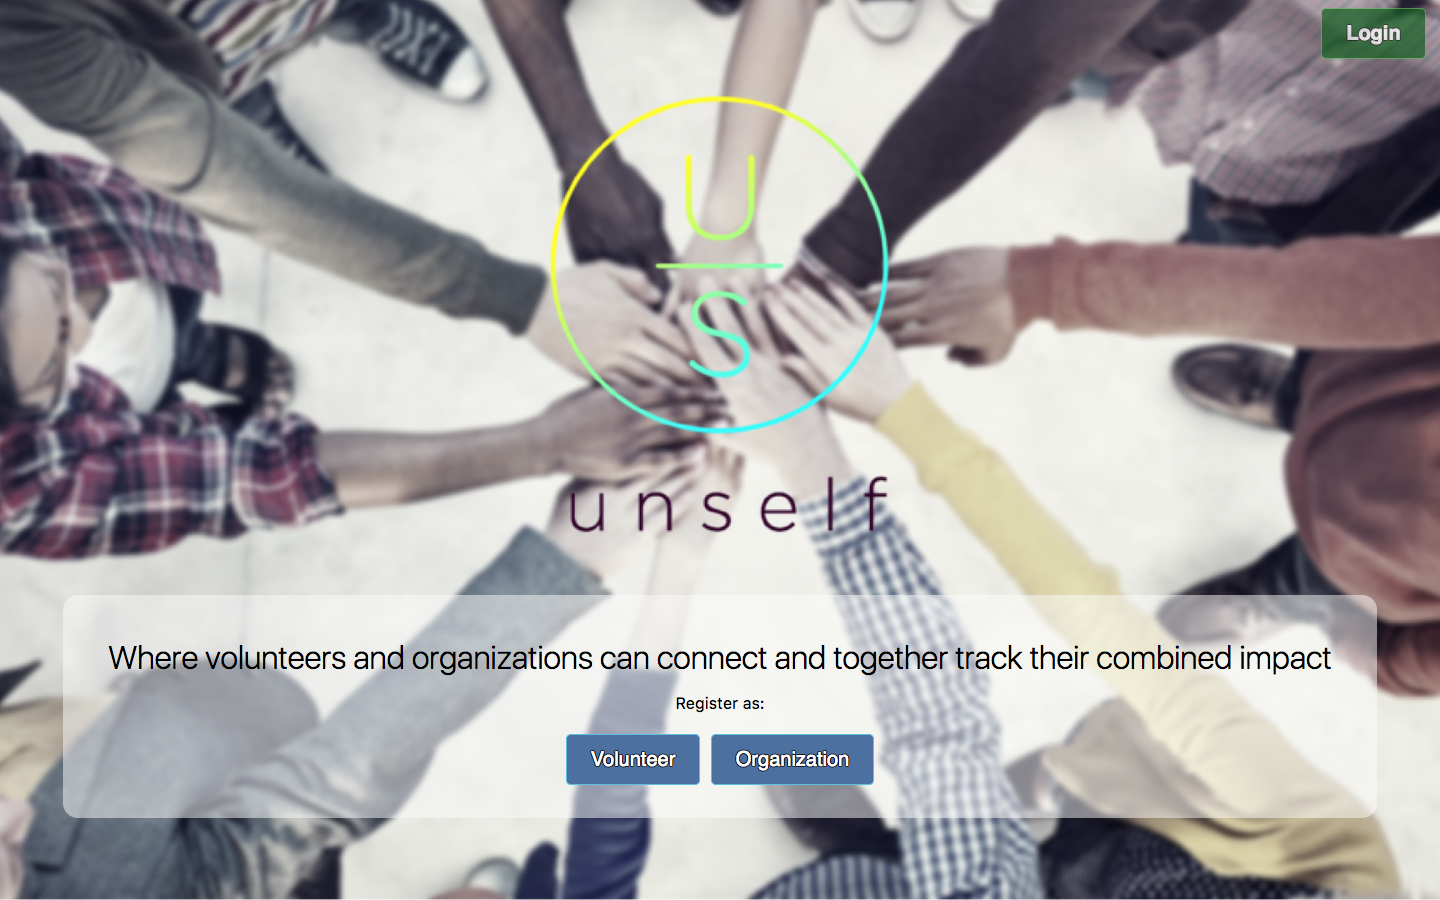 Login
U
S
unself
Where volunteers and organizations can connect and together track their combined impact
Register as:
Volunteer Organization